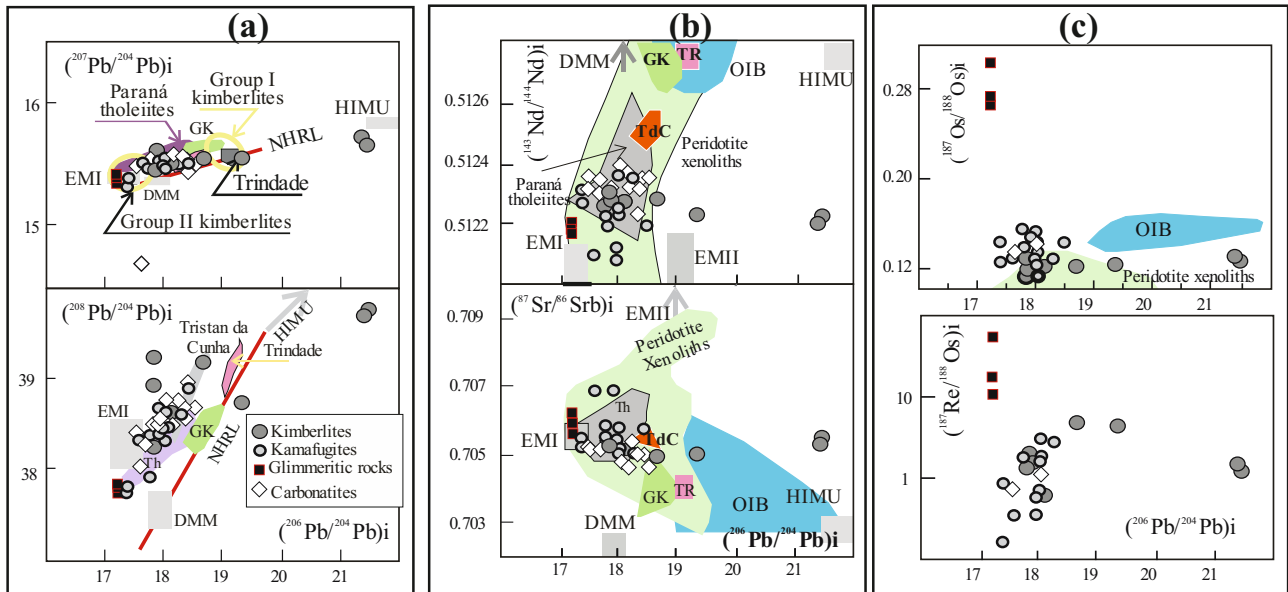 (a)
(²⁰⁷Pb/²⁰⁴Pb)i
Group I
kimberlites
Paraná
tholeiites
GK
HIMU
NHRL
16
EMI
DMM
Trindade
Group II kimberlites
15
(²⁰⁸Pb/²⁰⁴Pb)i
HIMU
Tristan da
Cunha
Trindade
39
EMI
GK
NHRL
Th
38
DMM
Kimberlites
Kamafugites
Glimmeritic rocks
Carbonatites
(²⁰⁶Pb/²⁰⁴Pb)i
17 18 19 20 21
(b)
(¹⁴³Nd/¹⁴⁴Nd)i
DMM
GK
TR
OIB
HIMU
0.5126
TdC
Peridotite
xenoliths
0.5124
Paraná
tholeiites
0.5122
EMI
EMII
(⁸⁷Sr/⁸⁶Srb)i
EMII
0.709
Peridotite
Xenoliths
0.707
Th
EMI
TdC
0.705
GK
TR
OIB
HIMU
0.703
DMM
(²⁰⁶Pb/²⁰⁴Pb)i
17 18 19 20 21
(c)
(¹⁸⁷Os/¹⁸⁸Os)i
0.28
0.20
OIB
0.12
Peridotite xenoliths
17 18 19 20 21
(¹⁸⁷Re/¹⁸⁸Os)i
10
1
(²⁰⁶Pb/²⁰⁴Pb)i
17 18 19 20 21